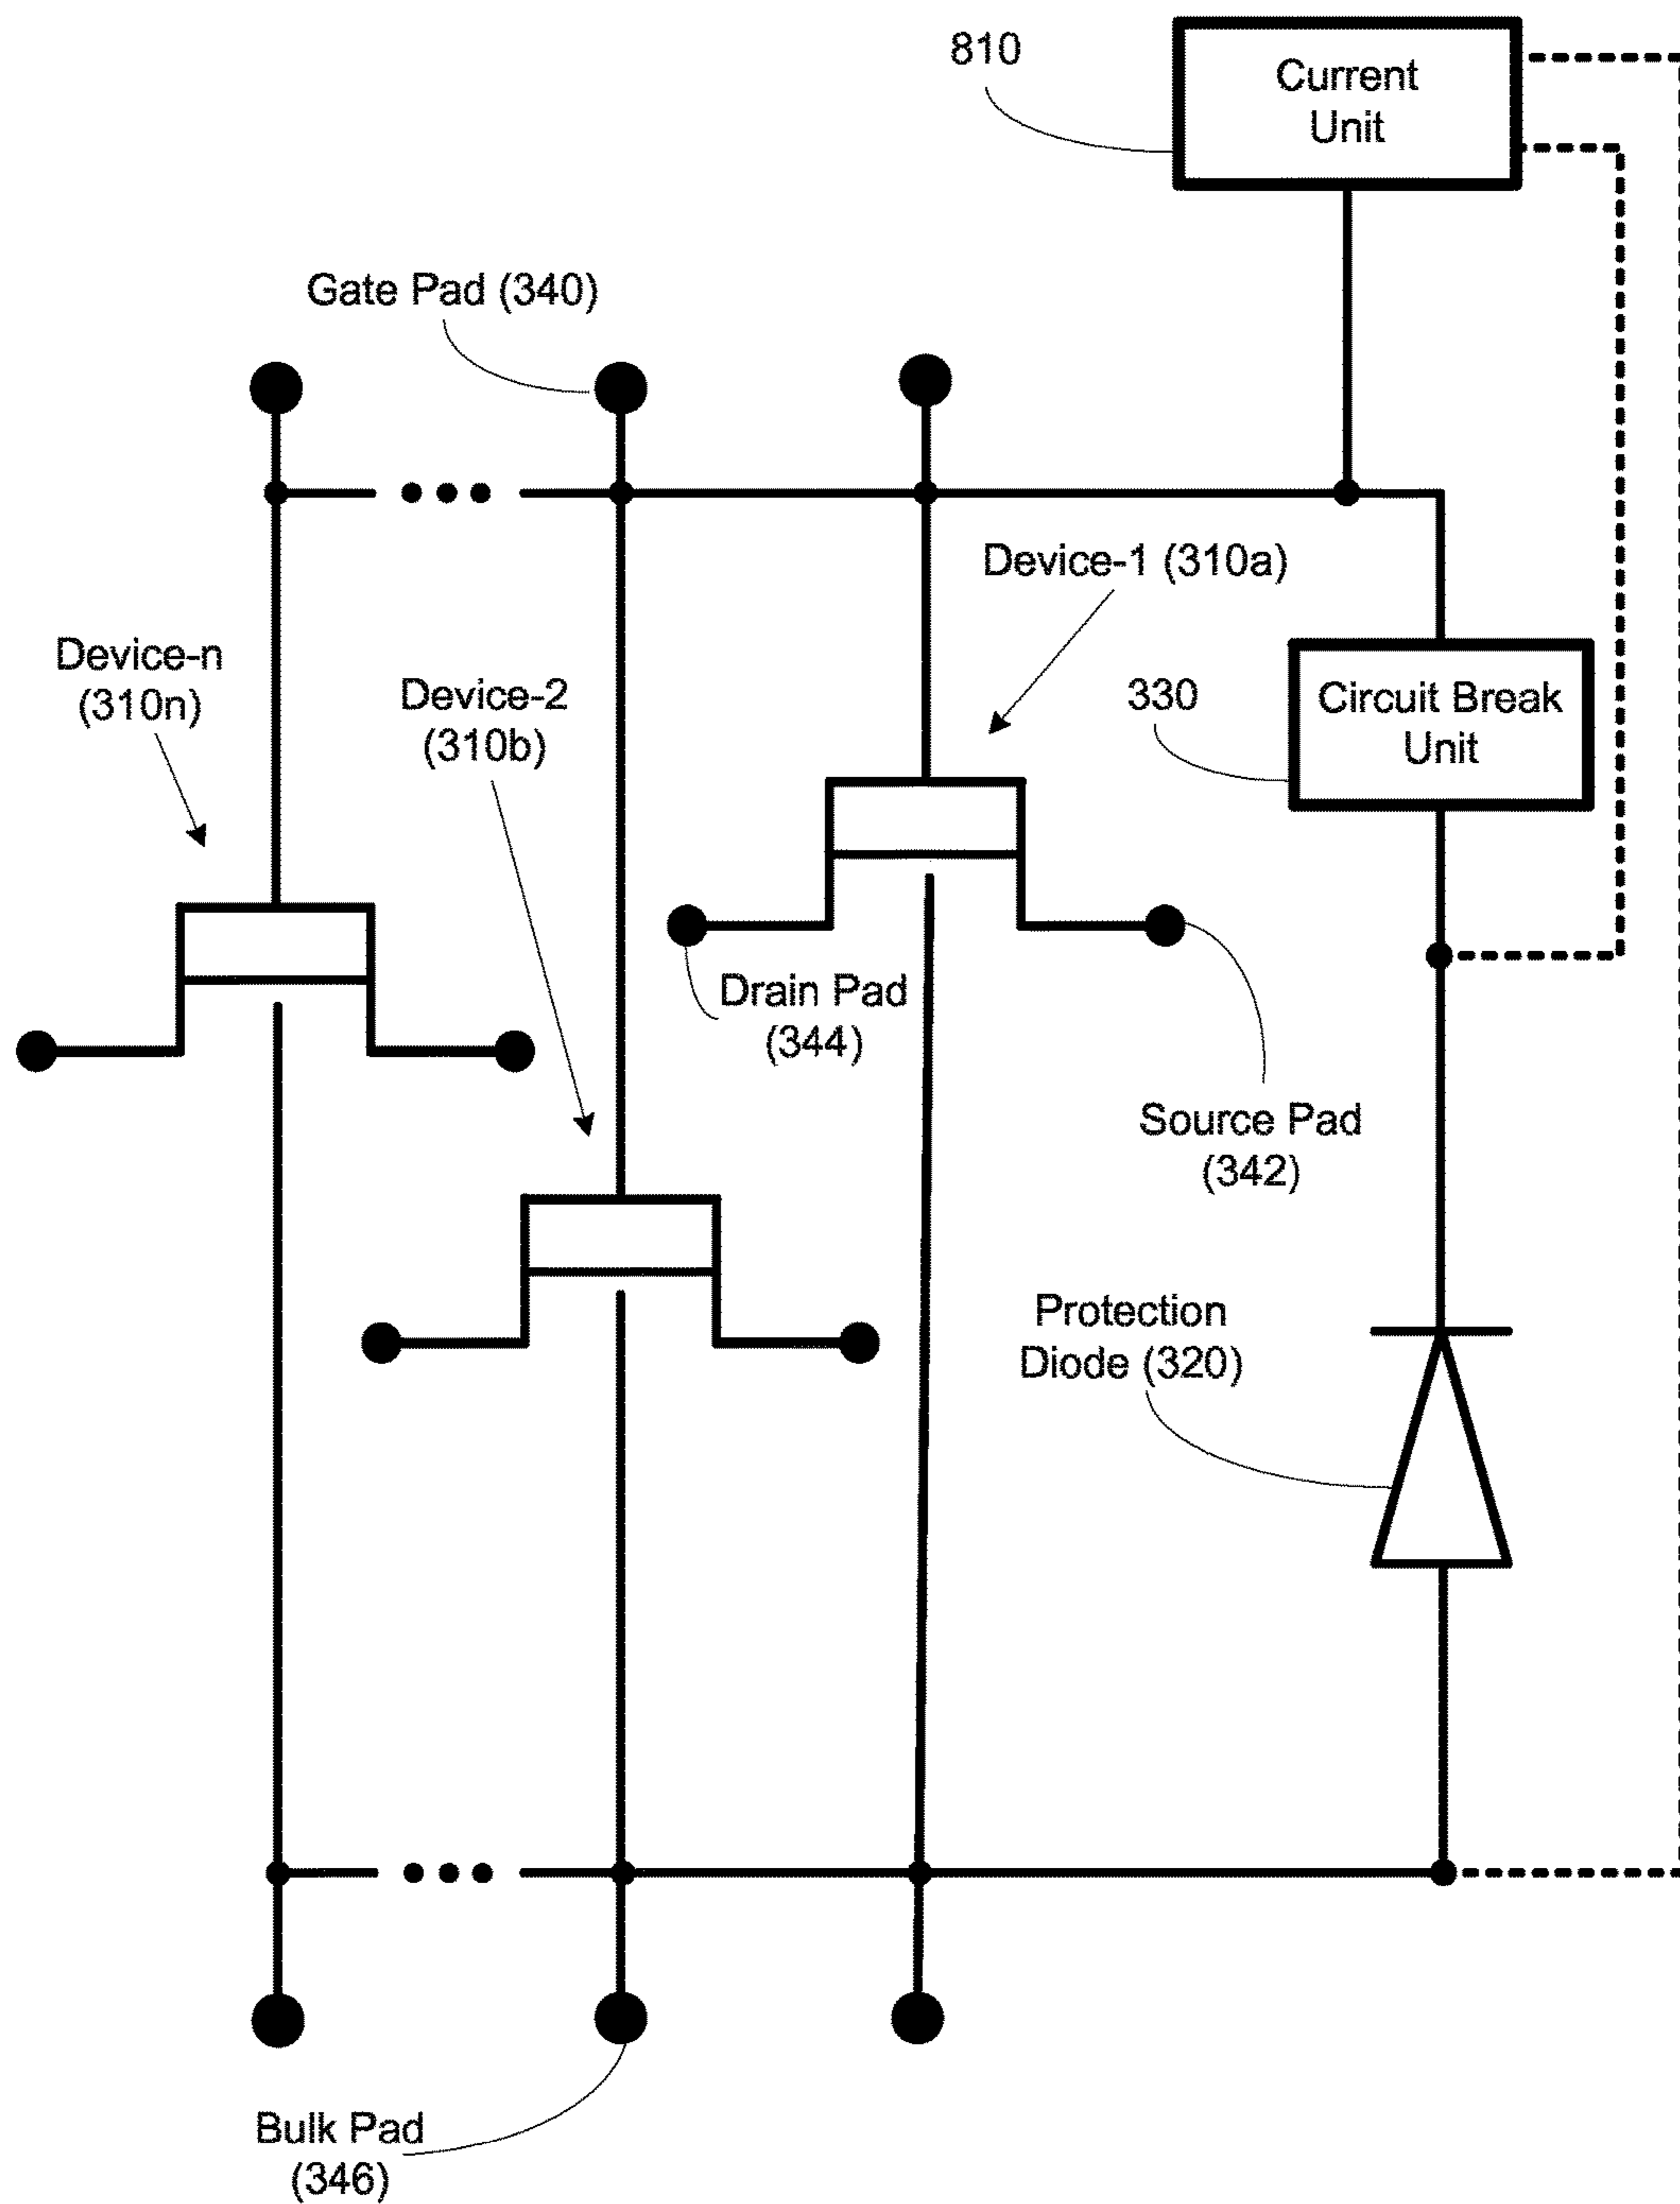 810
Current
Unit
Gate Pad (340)
Device-1 (310a)
Device-n
(310n)
Device-2
(310b)
330
Circuit Break
Unit
Drain Pad
(344)
Source Pad
(342)
Protection
Diode (320)
Bulk Pad
(346)